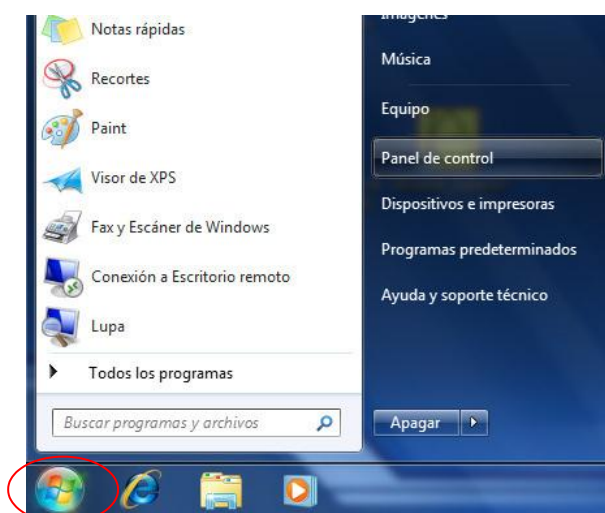 Notas rápidas
Recortes
Paint
Visor de XPS
Fax y Escáner de Windows
Conexión a Escritorio remoto
Lupa
Todos los programas
Buscar programas y archivos
Imágenes
Música
Equipo
Panel de control
Dispositivos e impresoras
Programas predeterminados
Ayuda y soporte técnico
Apagar